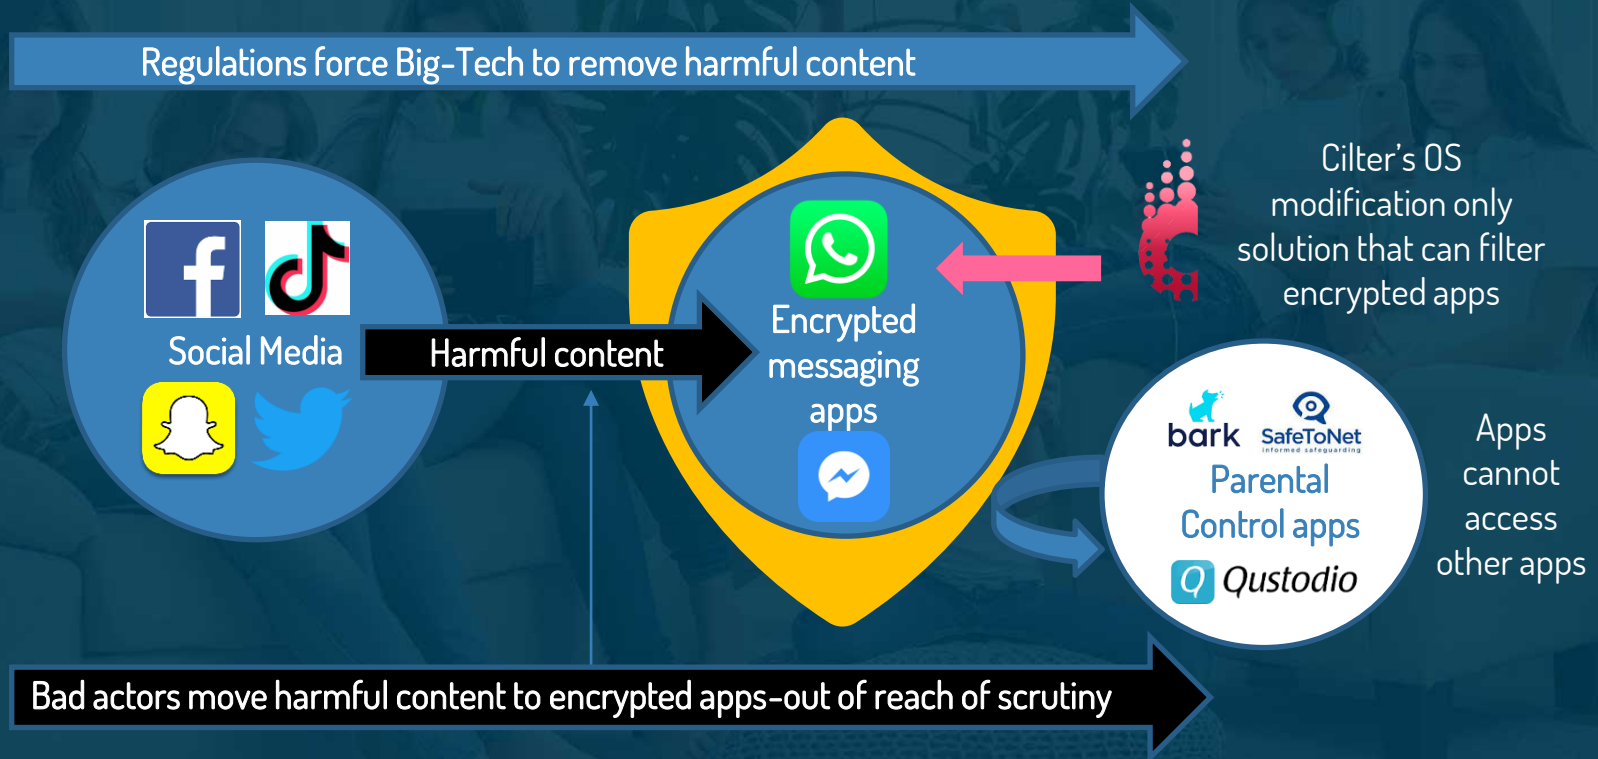 Regulations force Big-Tech to remove harmful content
Cilter's OS
modification only
solution that can filter
encrypted apps
Social Media
Harmful content
Encrypted
messaging
apps
bark
SafeToNet
informed safeguarding
Parental
Control apps
Qustodio
Apps
cannot
access
other apps
Bad actors move harmful content to encrypted apps-out of reach of scrutiny